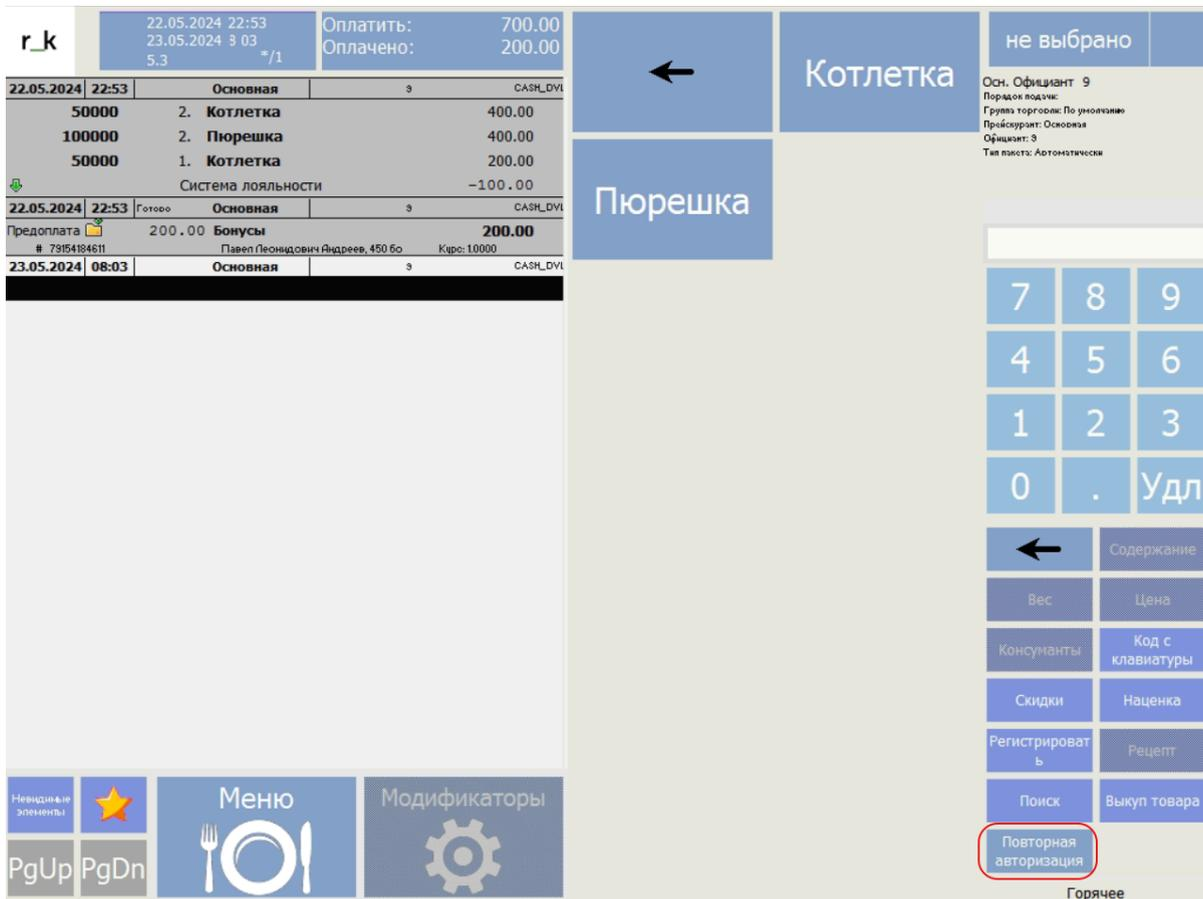 r_k
22.05.2024 22:53
23.05.2024 8 03
5.3 */1
Оплатить: 700.00
Оплачено: 200.00
22.05.2024 22:53 Основная 9 CASH_DVL
50000 2. Котлетка 400.00
100000 2. Пюрешка 400.00
50000 1. Котлетка 200.00
Система лояльности -100.00
22.05.2024 22:53 Готово Основная 9 CASH_DVL
Предоплата 200.00 Бонусы 200.00
# 79154184611 Павел Леонидович Андреев, 450 бо Курс: 1.0000
23.05.2024 08:03 Основная 9 CASH_DVL
Невидимые
элементы
PgUp PgDn
Меню
Модификаторы
Котлетка
Пюрешка
не выбрано
Осн. Официант 9
Порядок подачи:
Группа торговли: По умолчанию
Прейскурант: Основная
Официант: 9
Тип пакета: Автоматически
7 8 9
4 5 6
1 2 3
0 . Удл
Содержание
Вес Цена
Консуманты
Код с
клавиатуры
Скидки Наценка
Регистрироват
ь
Рецепт
Поиск Выкуп товара
Повторная
авторизация
Горячее